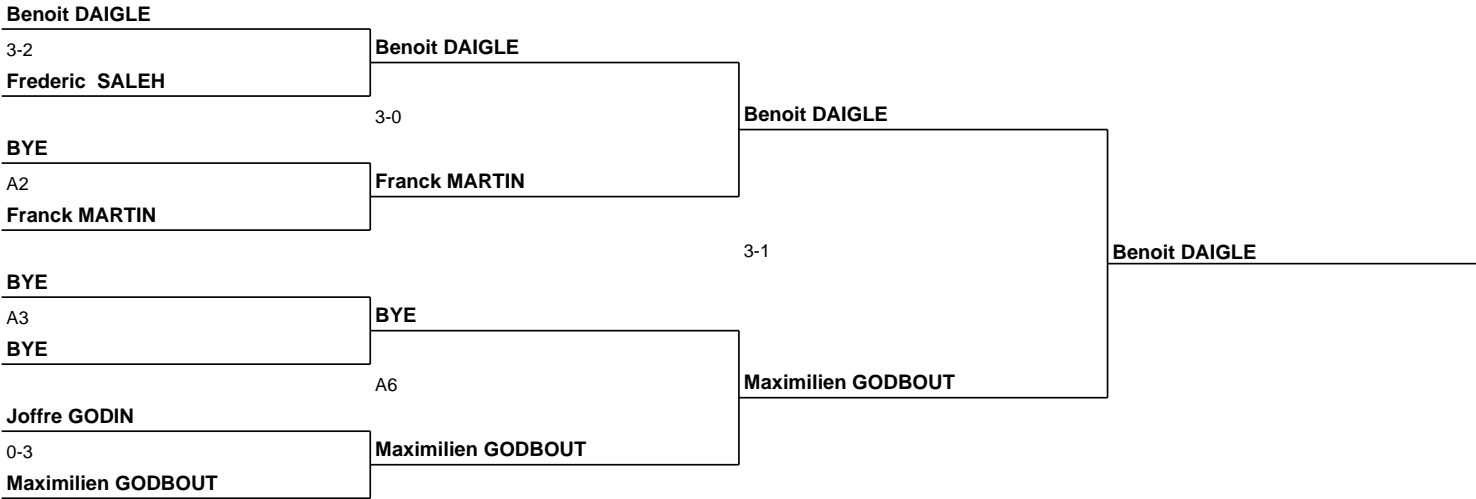 Benoit DAIGLE
3-2
Benoit DAIGLE
Frederic  SALEH
3-0
Benoit DAIGLE
BYE
A2
Franck MARTIN
Franck MARTIN
3-1
Benoit DAIGLE
BYE
A3
BYE
BYE
A6
Maximilien GODBOUT
Joffre GODIN
0-3
Maximilien GODBOUT
Maximilien GODBOUT